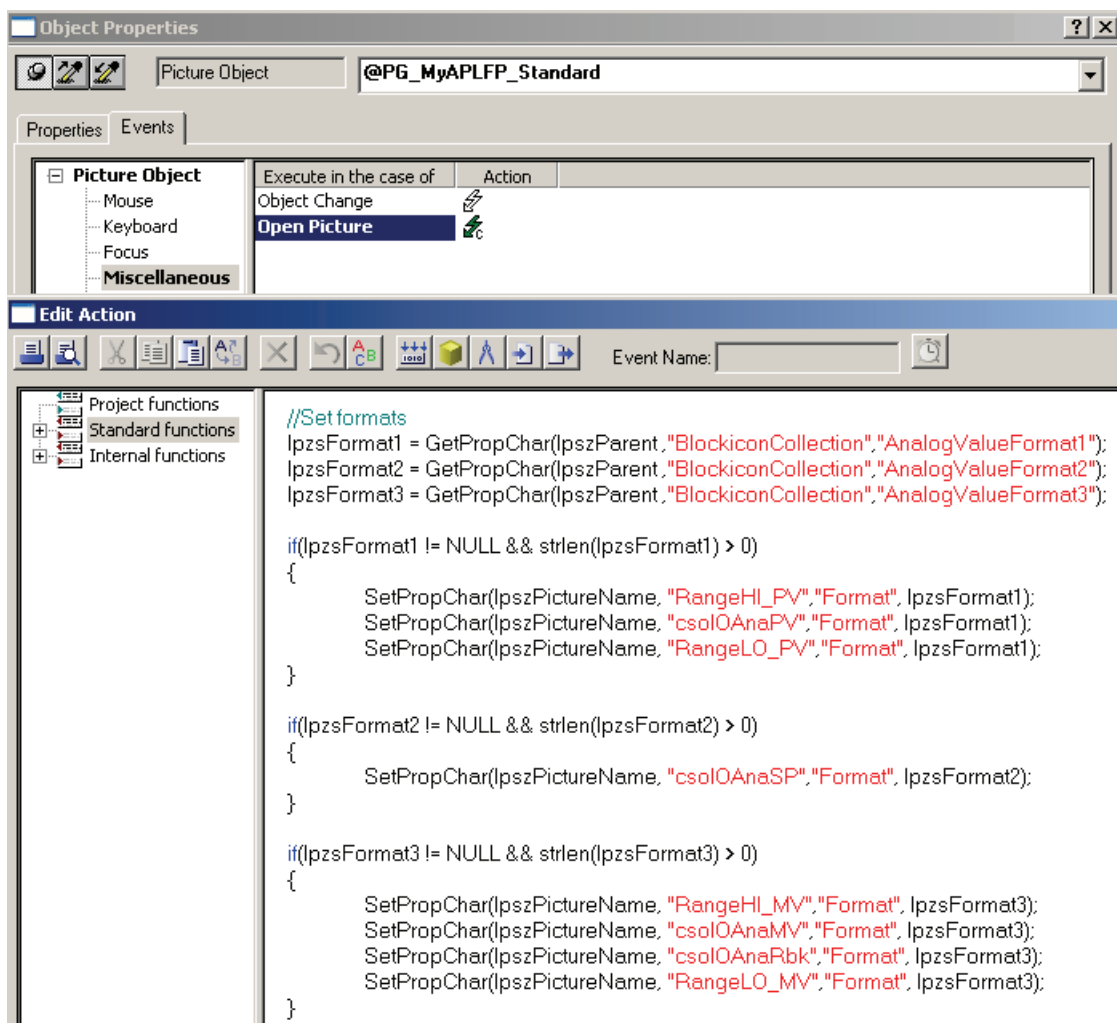 Object Properties
Picture Object @PG_MyAPLFP_Standard
Properties Events
Picture Object
Mouse
Keyboard
Focus
Miscellaneous
Execute in the case of Action
Object Change
Open Picture
Edit Action
Event Name:
Project functions
Standard functions
Internal functions
//Set formats
lpzsFormat1 = GetPropChar(lpszParent ,"BlockiconCollection","AnalogValueFormat1");
lpzsFormat2 = GetPropChar(lpszParent ,"BlockiconCollection","AnalogValueFormat2");
lpzsFormat3 = GetPropChar(lpszParent ,"BlockiconCollection","AnalogValueFormat3");
if(lpzsFormat1 != NULL && strlen(lpzsFormat1) > 0)
{
SetPropChar(lpszPictureName, "RangeHI_PV","Format", lpzsFormat1);
SetPropChar(lpszPictureName, "csoIOAnaPV","Format", lpzsFormat1);
SetPropChar(lpszPictureName, "RangeLO_PV","Format", lpzsFormat1);
}
if(lpzsFormat2 != NULL && strlen(lpzsFormat2) > 0)
{
SetPropChar(lpszPictureName, "csoIOAnaSP","Format", lpzsFormat2);
}
if(lpzsFormat3 != NULL && strlen(lpzsFormat3) > 0)
{
SetPropChar(lpszPictureName, "RangeHI_MV","Format", lpzsFormat3);
SetPropChar(lpszPictureName, "csoIOAnaMV","Format", lpzsFormat3);
SetPropChar(lpszPictureName, "csoIOAnaRbk","Format", lpzsFormat3);
SetPropChar(lpszPictureName, "RangeLO_MV","Format", lpzsFormat3);
}